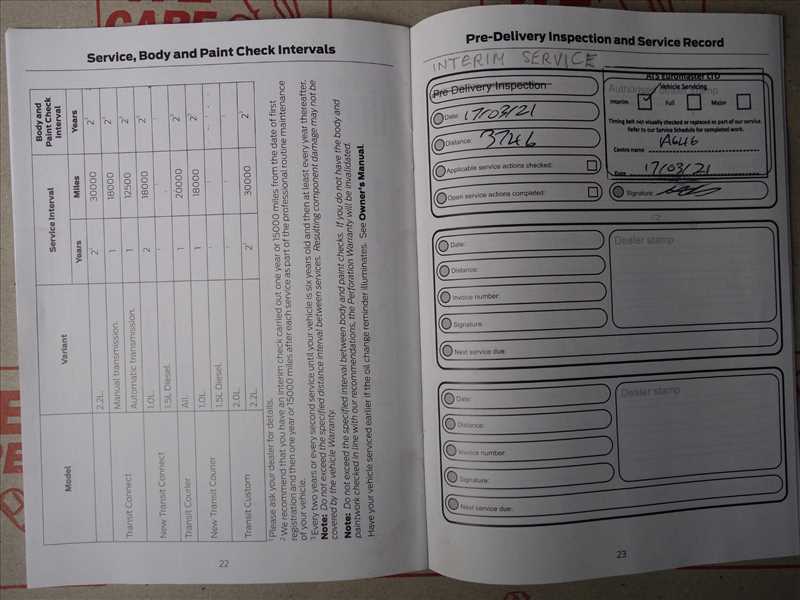 Service, Body and Paint Check Intervals
Model
Variant
Service Interval
Body and Paint Check Interval
Years
Miles
Years
2.2L.
30000
Manual transmission.
1
18000
Transit Connect
Automatic transmission.
1
12500
1.0L.
2
18000
New Transit Connect
1.5L Diesel.
Transit Courier
All.
1
20000
1.0L.
1
18000
New Transit Courier
1.5L Diesel.
2.0L.
Transit Custom
2.2L.
30000
1 Please ask your dealer for details.
2 We recommend that you have an interim check carried out one year or 15000 miles from the date of first
registration and then one year or 15000 miles after each service as part of the professional routine maintenance
of your vehicle.
3 Every two years or every second service until your vehicle is six years old and then at least every year thereafter.
Note: Do not exceed the specified distance interval between services. Resulting component damage may not be
covered by the vehicle Warranty.
Note: Do not exceed the specified interval between body and paint checks. If you do not have the body and
paintwork checked in line with our recommendations, the Perforation Warranty will be invalidated.
Have your vehicle serviced earlier if the oil change reminder illuminates. See Owner's Manual.
22
Pre-Delivery Inspection and Service Record
INTERIM SERVICE
Pre Delivery Inspection
Date: 17/03/21
Distance: 3746
Applicable service actions checked:
Open service actions completed:
ATS Euromaster LTD
Vehicle Servicing
Interim Full Major
Timing belt not visually checked or replaced as part of our service.
Refer to our Service Schedule for completed work.
Centre name
Date 17/03/21
Signature:
Date:
Distance:
Invoice number:
Signature:
Next service due:
Dealer stamp
Date:
Distance:
Invoice number:
Signature:
Next service due:
Dealer stamp
23